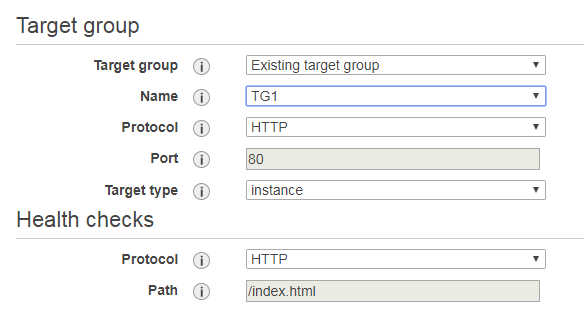 Target group
Target group i Existing target group
Name i TG1
Protocol i HTTP
Port i 80
Target type i instance
Health checks
Protocol i HTTP
Path i /index.html